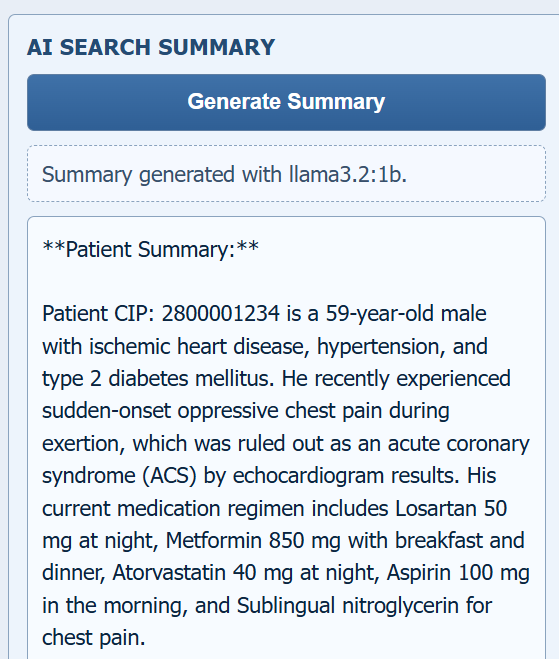 AI SEARCH SUMMARY
Generate Summary
Summary generated with llama3.2:1b.
**Patient Summary:**
Patient CIP: 2800001234 is a 59-year-old male
with ischemic heart disease, hypertension, and
type 2 diabetes mellitus. He recently experienced
sudden-onset oppressive chest pain during
exertion, which was ruled out as an acute coronary
syndrome (ACS) by echocardiogram results. His
current medication regimen includes Losartan 50
mg at night, Metformin 850 mg with breakfast and
dinner, Atorvastatin 40 mg at night, Aspirin 100 mg
in the morning, and Sublingual nitroglycerin for
chest pain.